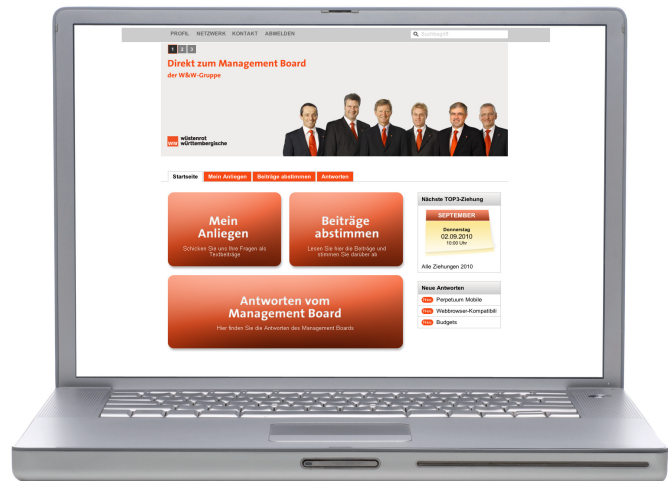 PROFIL NETZWERK KONTAKT ABMELDEN
Suchbegriff
1 2 3
Direkt zum Management Board
der W&W-Gruppe
ww wüstenrot
württembergische
Startseite Mein Anliegen Beiträge abstimmen Antworten
Mein
Anliegen
Schicken Sie uns Ihre Fragen als
Textbeiträge
Beiträge
abstimmen
Lesen Sie hier die Beiträge und
stimmen Sie darüber ab
Nächste TOP3-Ziehung
SEPTEMBER
Donnerstag
02.09.2010
10:00 Uhr
Alle Ziehungen 2010
Antworten vom
Management Board
Hier finden Sie die Antworten des Management Boards
Neue Antworten
Perpetuum Mobile
Webbrowser-Kompatibili
Budgets